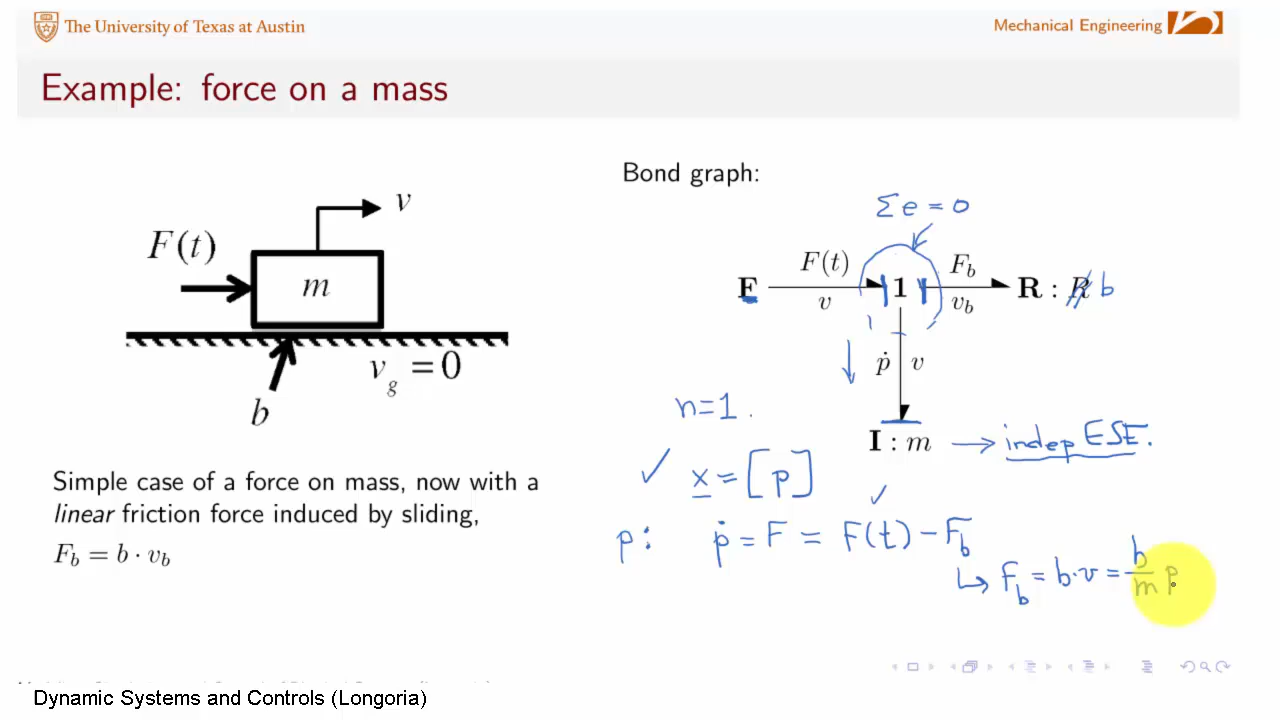 The University of Texas at Austin
Mechanical Engineering
Example: force on a mass
v
F(t)
m
v_g = 0
b
Simple case of a force on mass, now with a
linear friction force induced by sliding,
F_b = b · v_b
Bond graph:
Σe = 0
F(t) F_b
F 1 R : R b
v v_b
ṗ v
n=1.
I : m → indep ESE.
✓ x = [p]
✓
p: ṗ = F = F(t) − F_b
↳ F_b = b·v = b/m p
Dynamic Systems and Controls (Longoria)